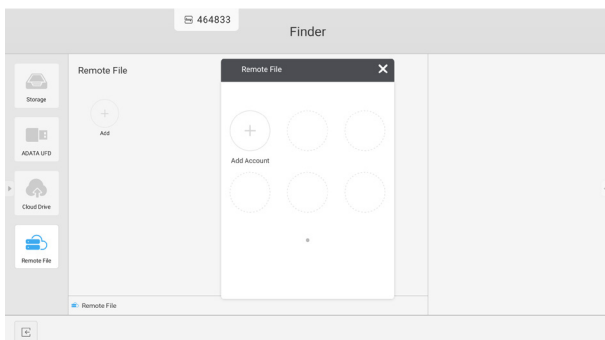 464833
Finder
Storage
ADATA UFD
Cloud Drive
Remote File
Remote File
Add
Remote File
Remote File
Add Account